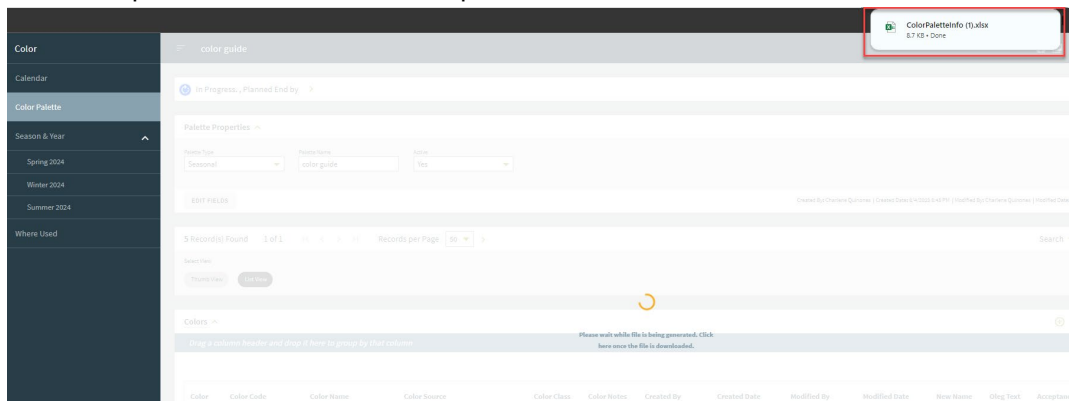 ColorPaletteInfo (1).xlsx
8.7 KB • Done
Color
color guide
Calendar
In Progress. , Planned End by
Color Palette
Palette Properties
Season & Year
Palette Type
Palette Name
Active
Seasonal
color guide
Yes
Spring 2024
Winter 2024
EDIT FIELDS
Summer 2024
Where Used
5 Record(s) Found 1 of 1 Records per Page 50
Search
Select View
List View
Colors
Please wait while file is being generated. Click
here once the file is downloaded.
Drag a column header and drop it here to group by that column
Color Color Code Color Name Color Source Color Class Color Notes Created By Created Date Modified By Modified Date New Name Text